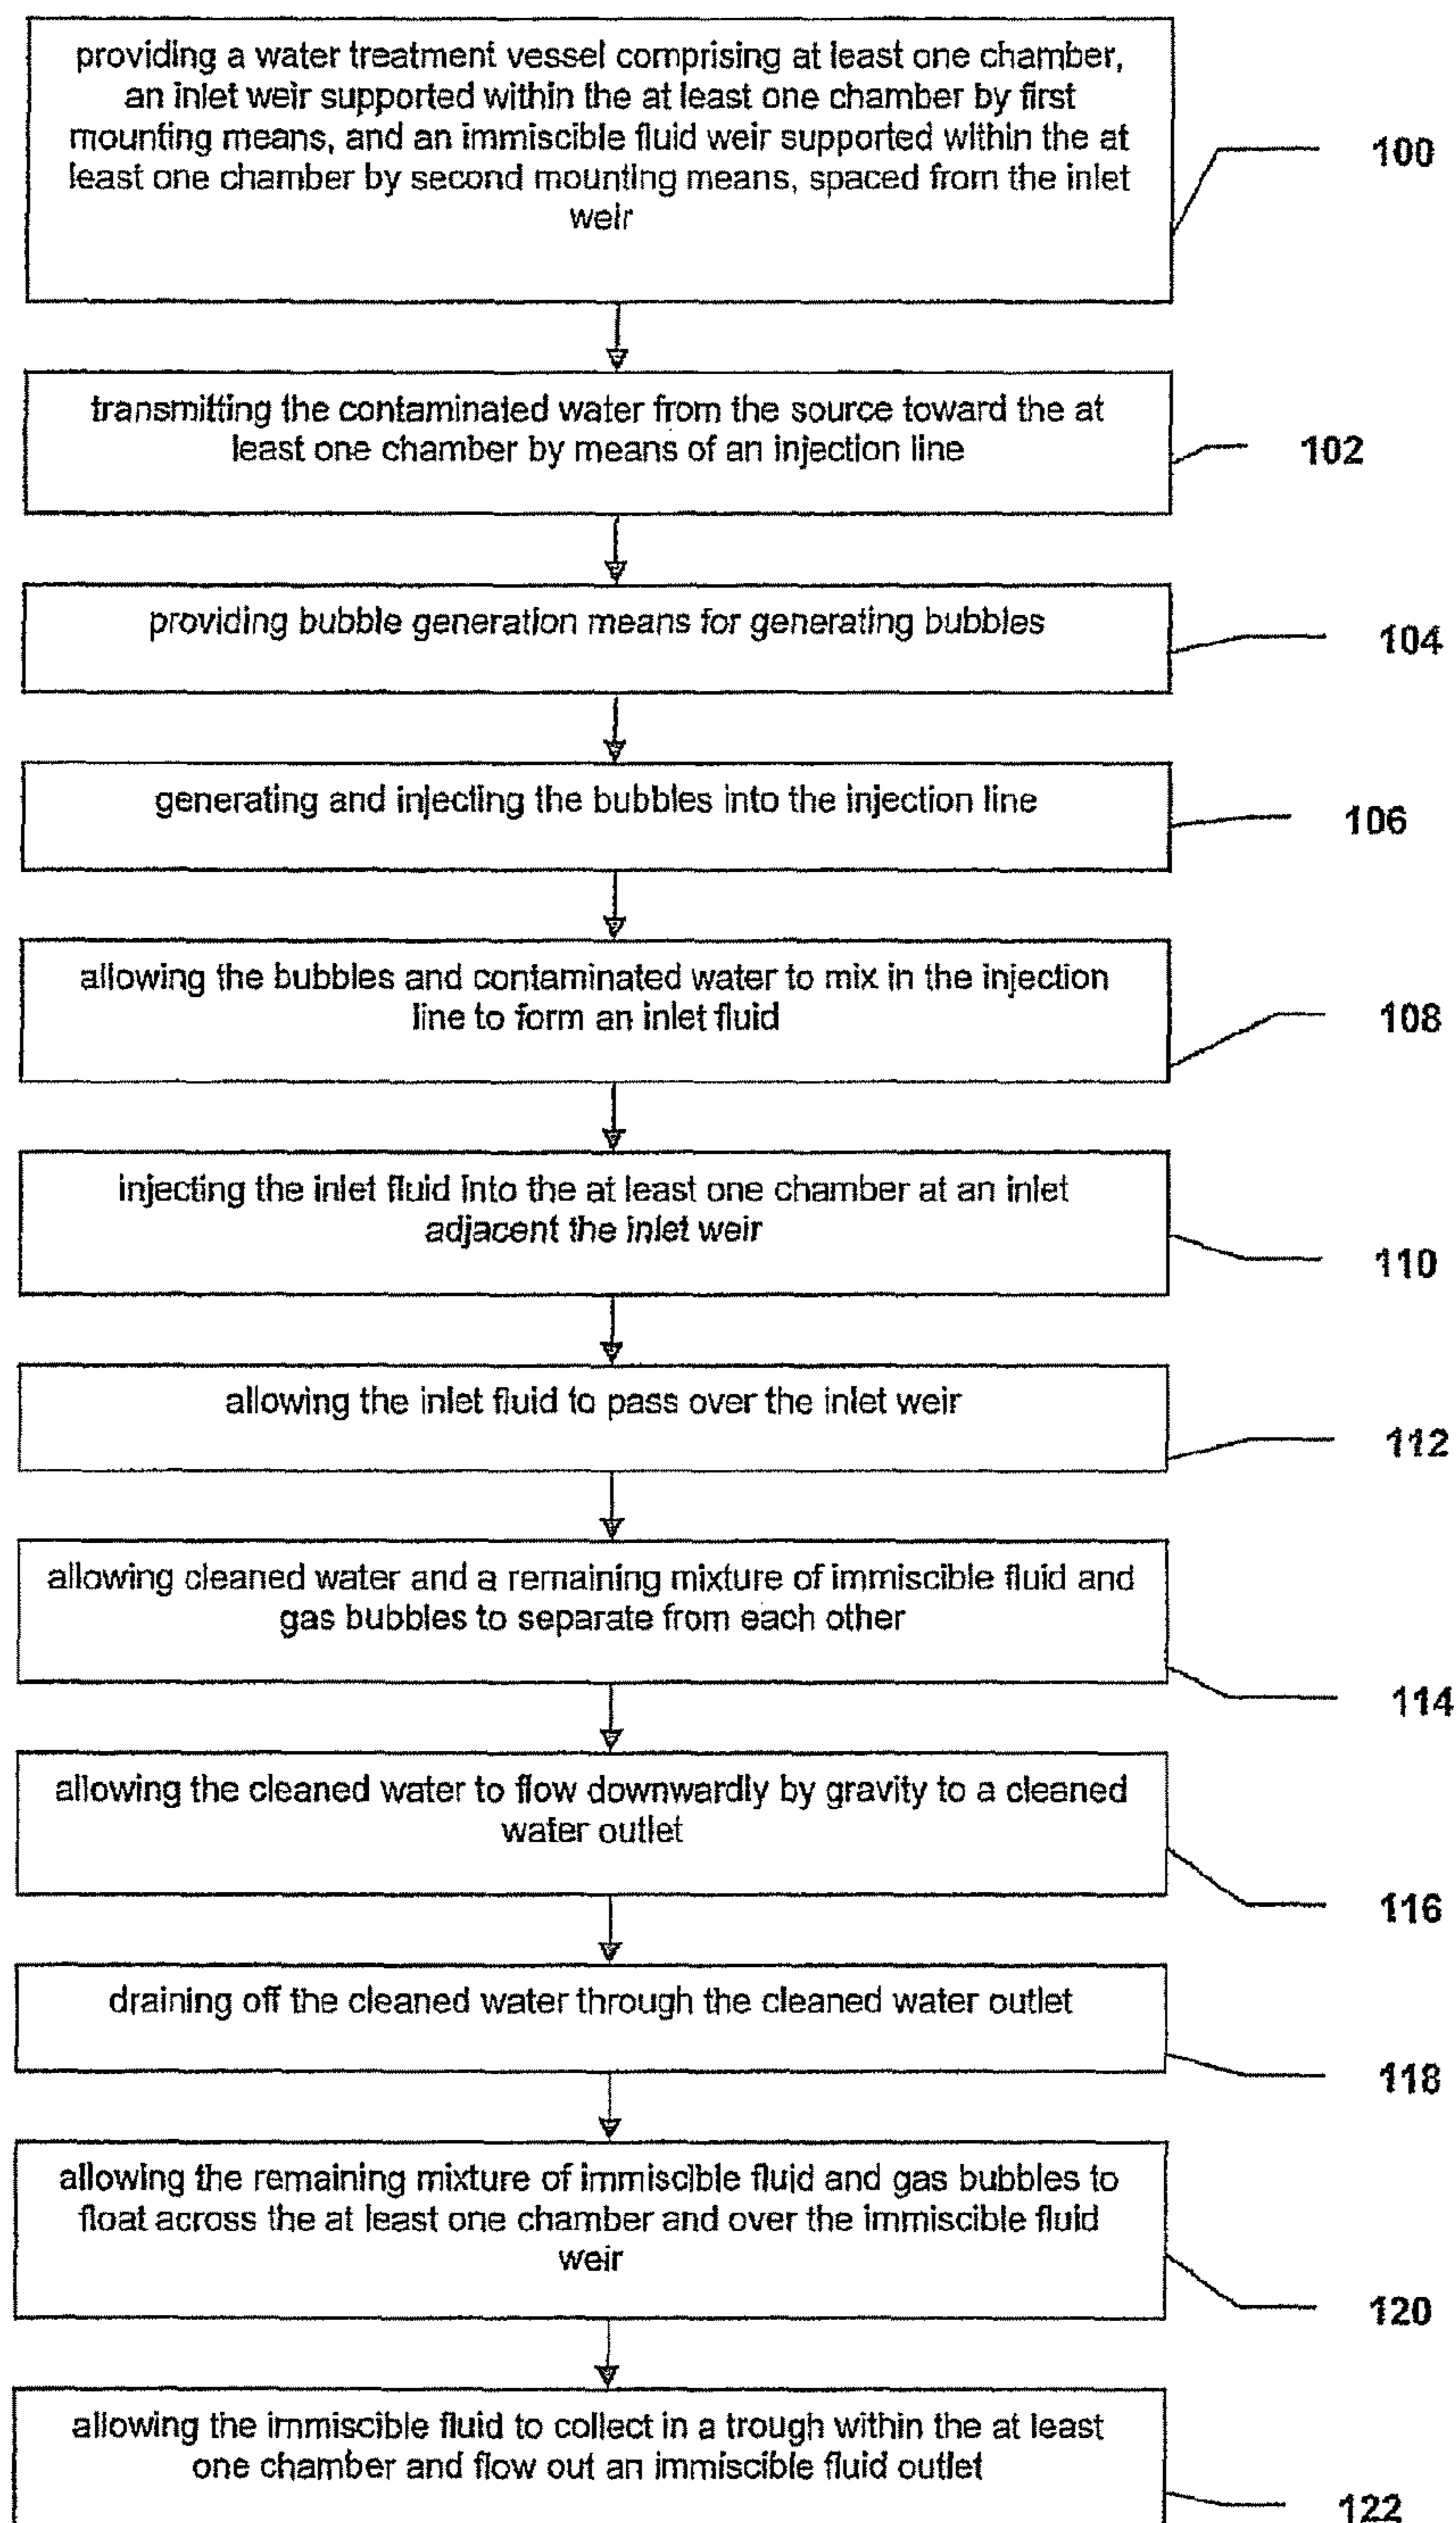 providing a water treatment vessel comprising at least one chamber,
an inlet weir supported within the at least one chamber by first
mounting means, and an immiscible fluid weir supported within the at
least one chamber by second mounting means, spaced from the inlet
weir
100
transmitting the contaminated water from the source toward the at
least one chamber by means of an injection line
102
providing bubble generation means for generating bubbles
104
generating and injecting the bubbles into the injection line
106
allowing the bubbles and contaminated water to mix in the injection
line to form an inlet fluid
108
injecting the inlet fluid into the at least one chamber at an inlet
adjacent the inlet weir
110
allowing the inlet fluid to pass over the inlet weir
112
allowing cleaned water and a remaining mixture of immiscible fluid and
gas bubbles to separate from each other
114
allowing the cleaned water to flow downwardly by gravity to a cleaned
water outlet
116
draining off the cleaned water through the cleaned water outlet
118
allowing the remaining mixture of immiscible fluid and gas bubbles to
float across the at least one chamber and over the immiscible fluid
weir
120
allowing the immiscible fluid to collect in a trough within the at least
one chamber and flow out an immiscible fluid outlet
122